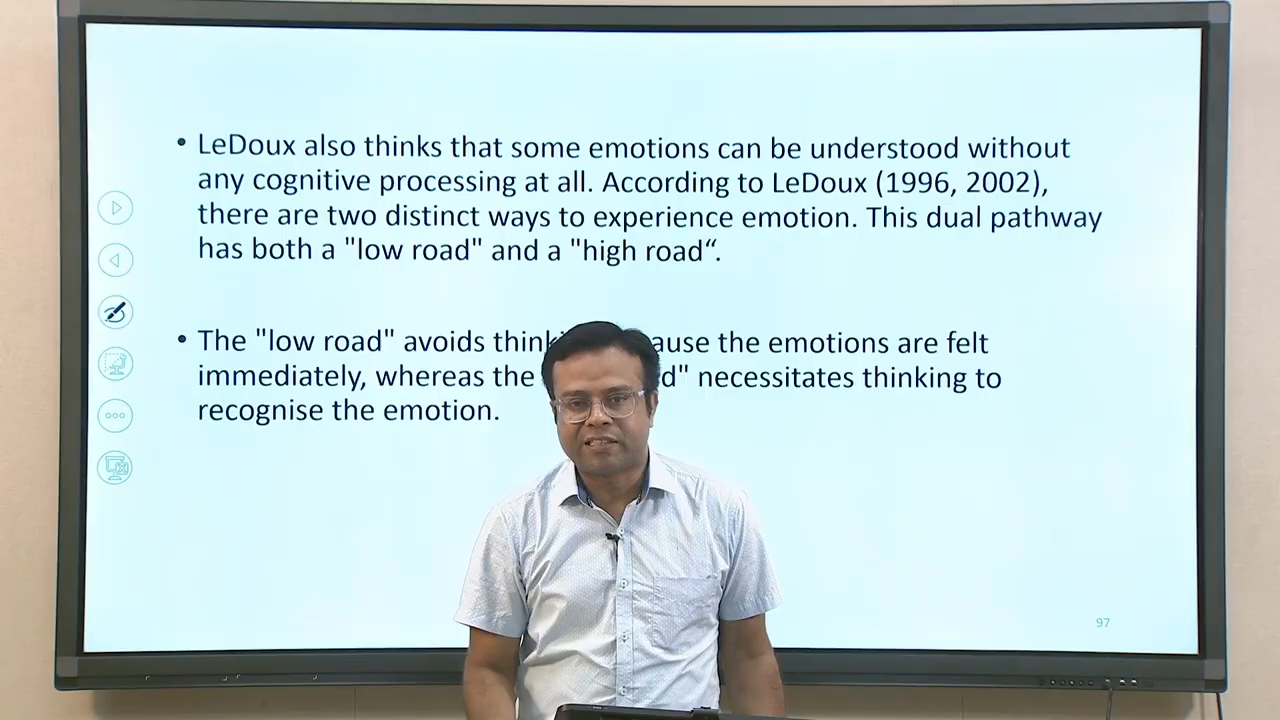 • LeDoux also thinks that some emotions can be understood without
any cognitive processing at all. According to LeDoux (1996, 2002),
there are two distinct ways to experience emotion. This dual pathway
has both a "low road" and a "high road“.
• The "low road" avoids ause the emotions are felt
immediately, whereas the necessitates thinking to
recognise the emotion.
97